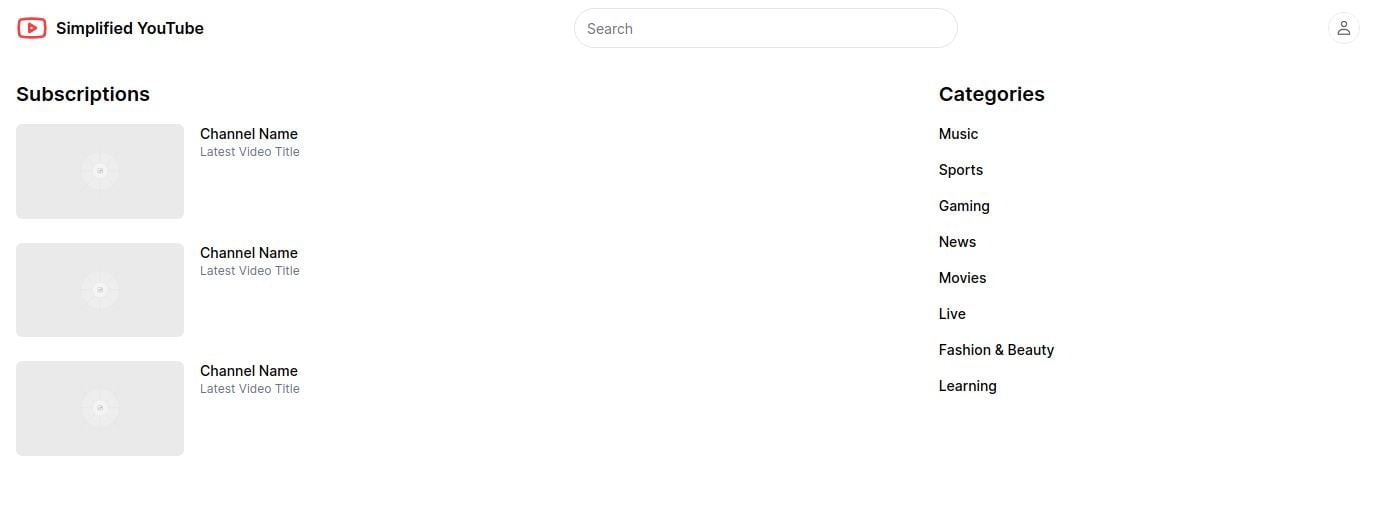 Simplified YouTube
Search
Subscriptions
Channel Name
Latest Video Title
Channel Name
Latest Video Title
Channel Name
Latest Video Title
Categories
Music
Sports
Gaming
News
Movies
Live
Fashion & Beauty
Learning